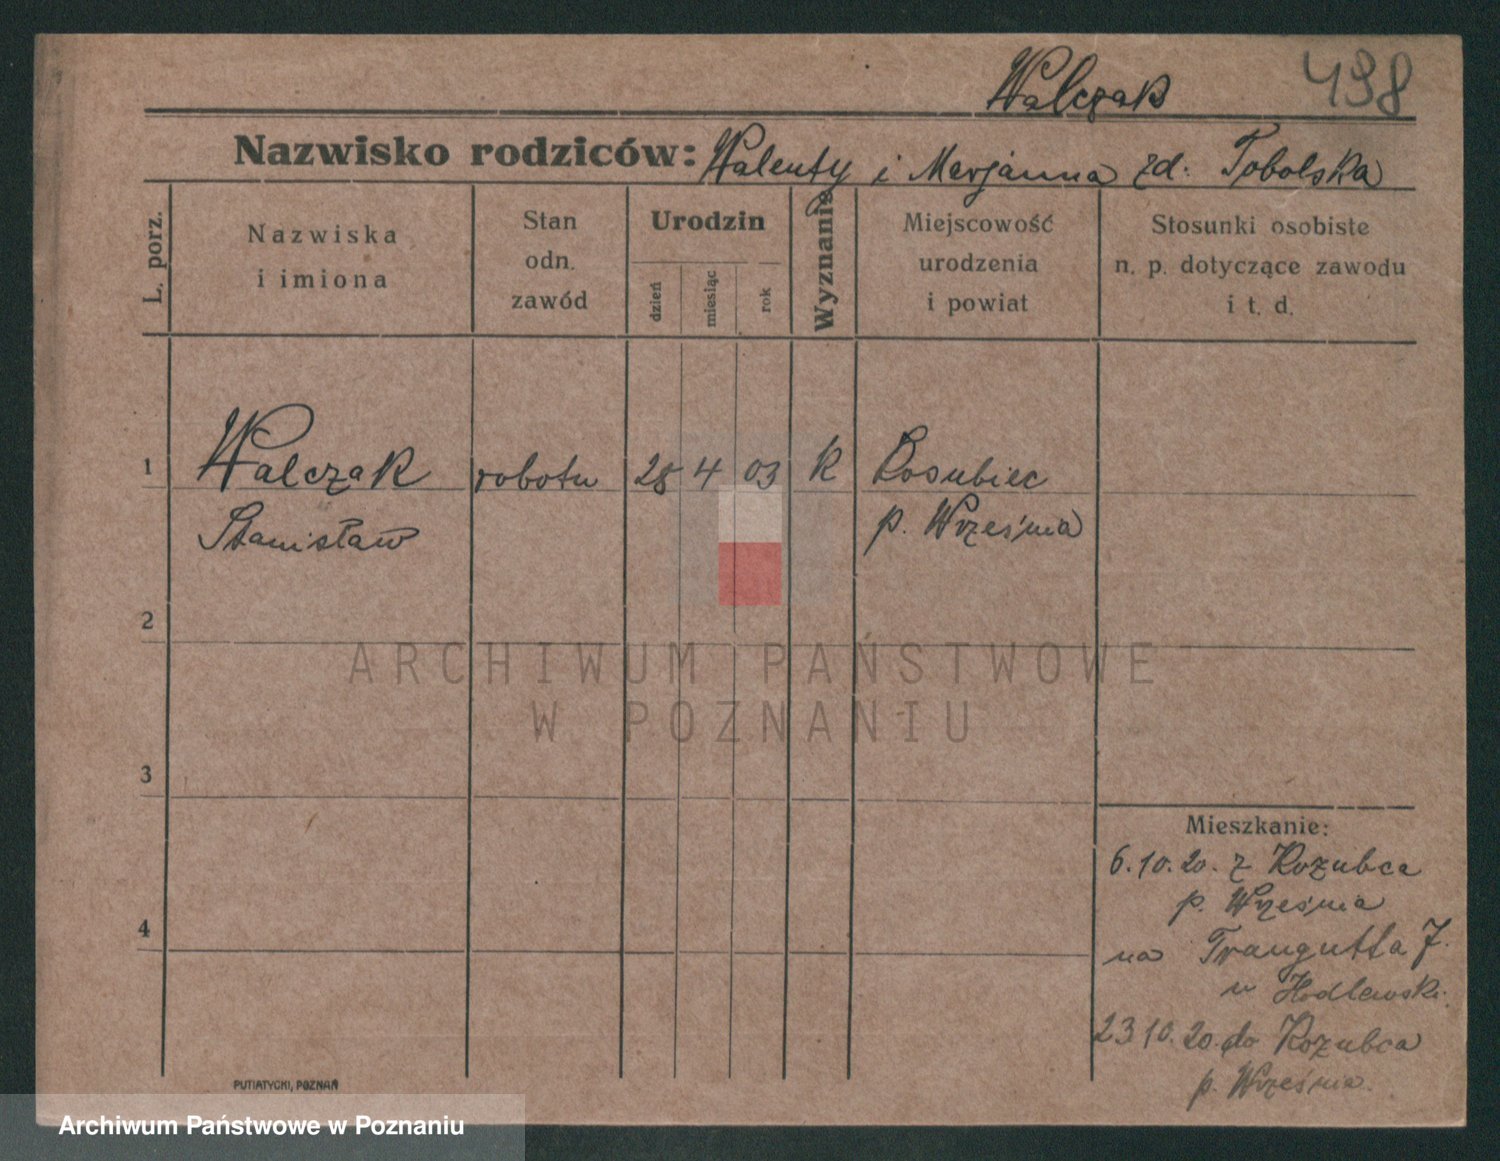 Walczak 498
Nazwisko rodziców: Walenty i Marjanna zd. Tobolska
L. porz.
Nazwiska
i imiona
Stan
odn.
zawód
Urodzin
dzień
miesiąc
rok
Wyznanie
Miejscowość
urodzenia
i powiat
Stosunki osobiste
n. p. dotyczące zawodu
i t. d.
1 Walczak robotn 4 03 k Kosubiec
Stanisław p. Września
2
3
4
Mieszkanie:
6.10.20. z Kozubca
p. Września
na Traugutta 7.
u Hodlewski.
23 10.20. do Kozubca
p. Września.
PUTIATYCKI, POZNAŃ
ARCHIWUM PAŃSTWOWE
W POZNANIU
Archiwum Państwowe w Poznaniu